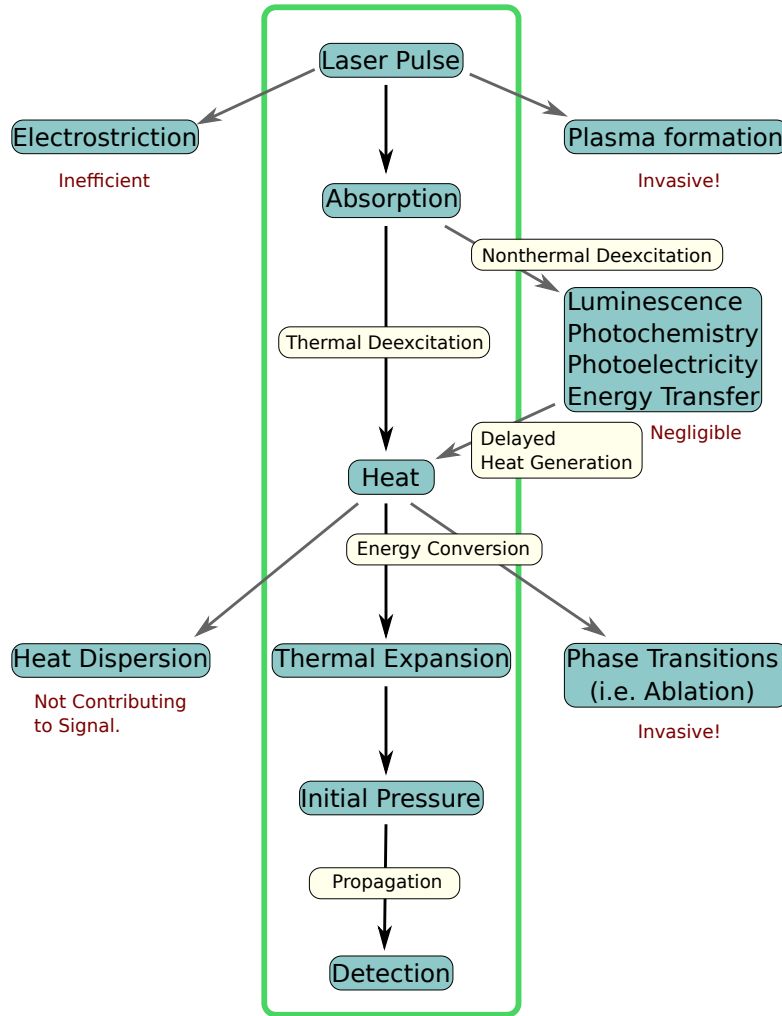 Laser Pulse
Electrostriction
Plasma formation
Inefficient
Invasive!
Absorption
Nonthermal Deexcitation
Luminescence
Photochemistry
Photoelectricity
Energy Transfer
Thermal Deexcitation
Negligible
Delayed
Heat Generation
Heat
Energy Conversion
Heat Dispersion
Thermal Expansion
Phase Transitions
(i.e. Ablation)
Not Contributing
to Signal.
Invasive!
Initial Pressure
Propagation
Detection